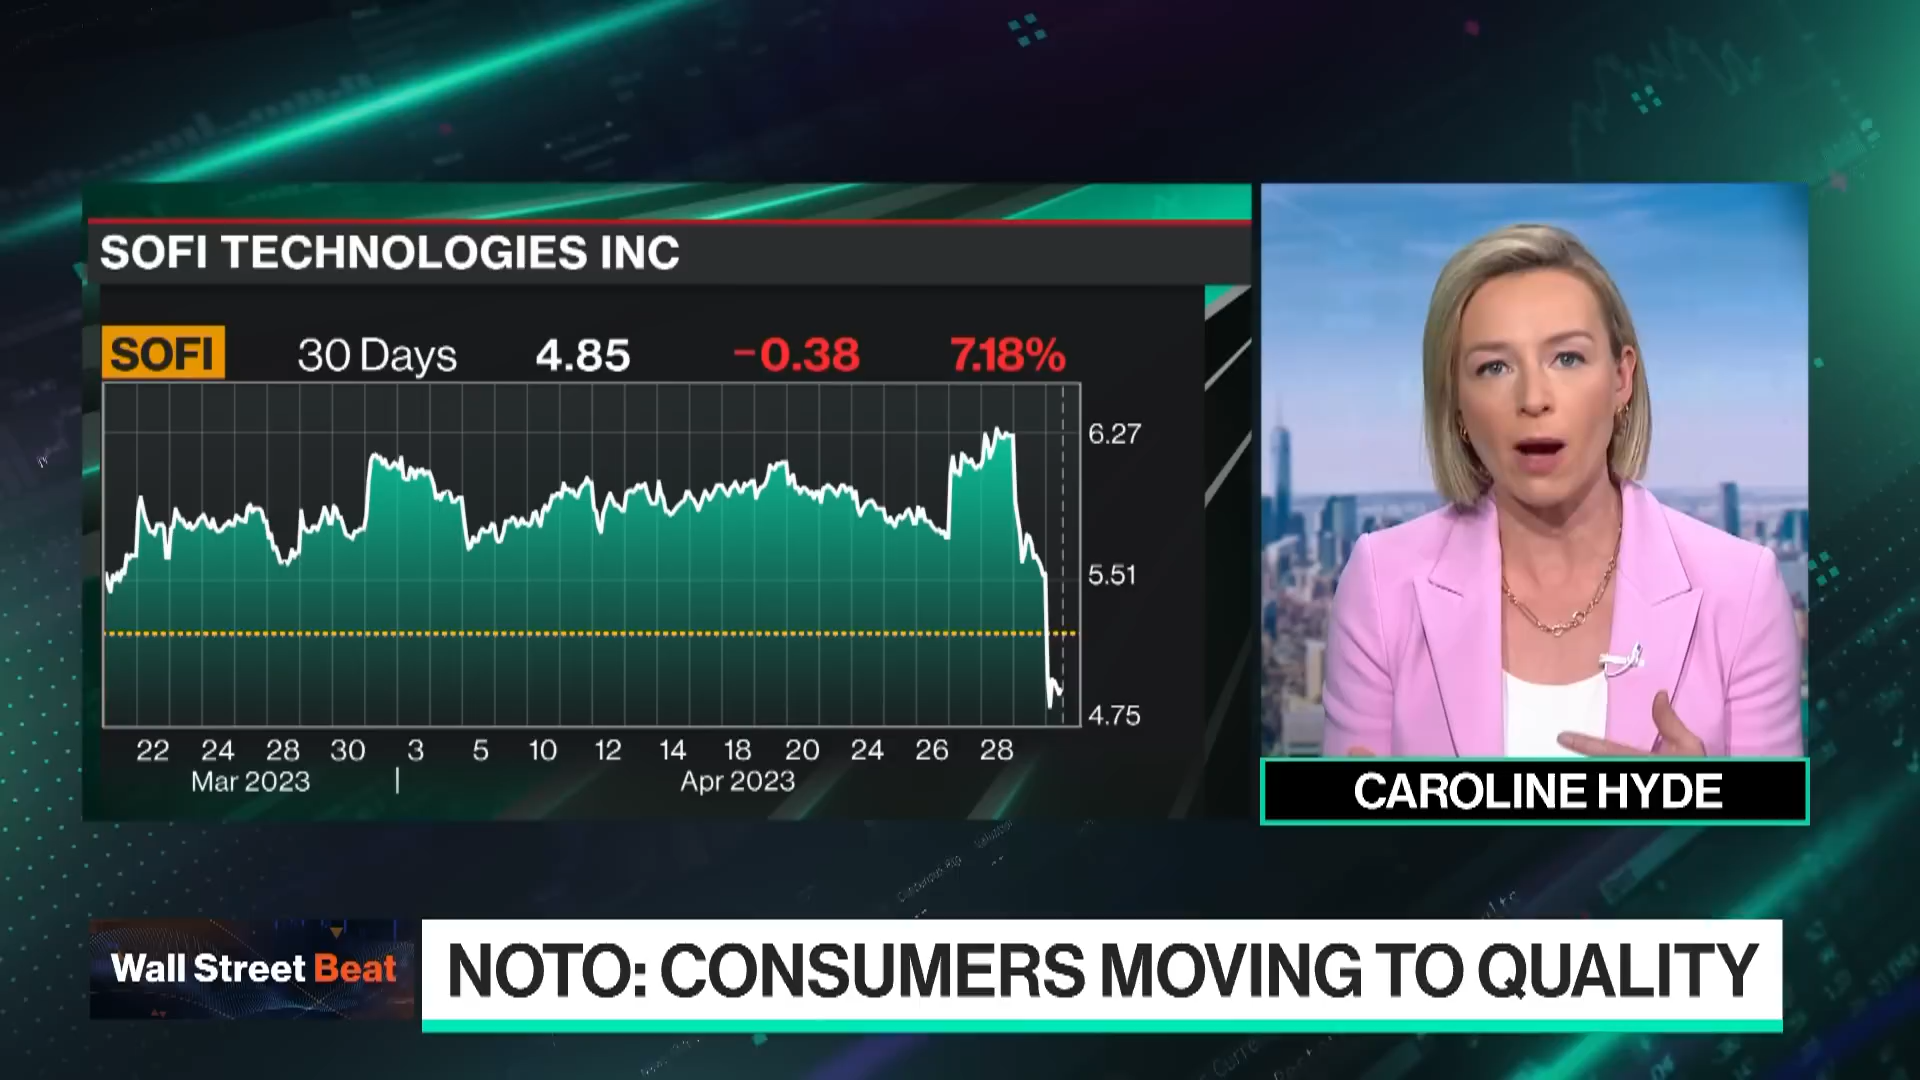 SOFI TECHNOLOGIES INC
SOFI 30 Days 4.85 -0.38 7.18%
6.27
5.51
4.75
22 24 28 30 3 5 10 12 14 18 20 24 26 28
Mar 2023 | Apr 2023
CAROLINE HYDE
Wall Street Beat
NOTO: CONSUMERS MOVING TO QUALITY